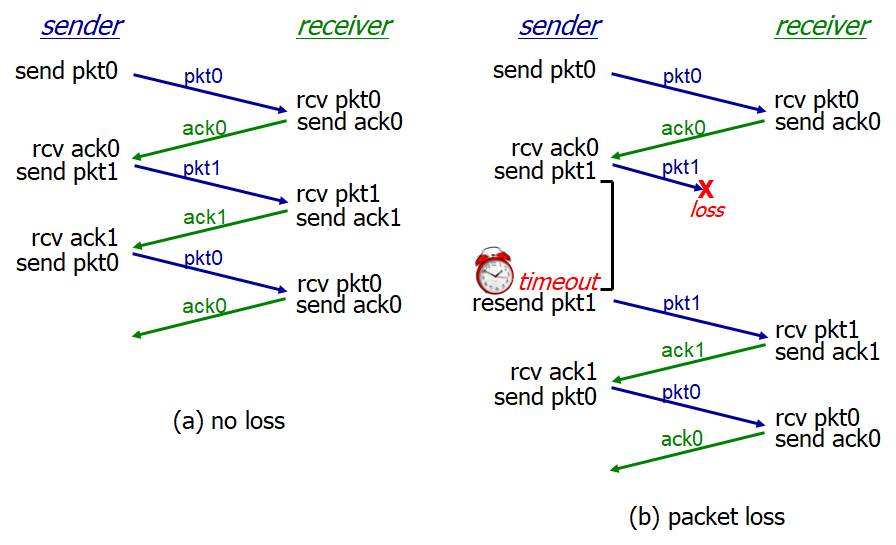 sender
receiver
send pkt0
pkt0
rcv pkt0
send ack0
ack0
rcv ack0
send pkt1
pkt1
rcv pkt1
send ack1
ack1
rcv ack1
send pkt0
pkt0
rcv pkt0
send ack0
ack0
(a) no loss
sender
receiver
send pkt0
pkt0
rcv pkt0
send ack0
ack0
rcv ack0
send pkt1
pkt1
X
loss
timeout
resend pkt1
pkt1
rcv pkt1
send ack1
ack1
rcv ack1
send pkt0
pkt0
rcv pkt0
send ack0
ack0
(b) packet loss